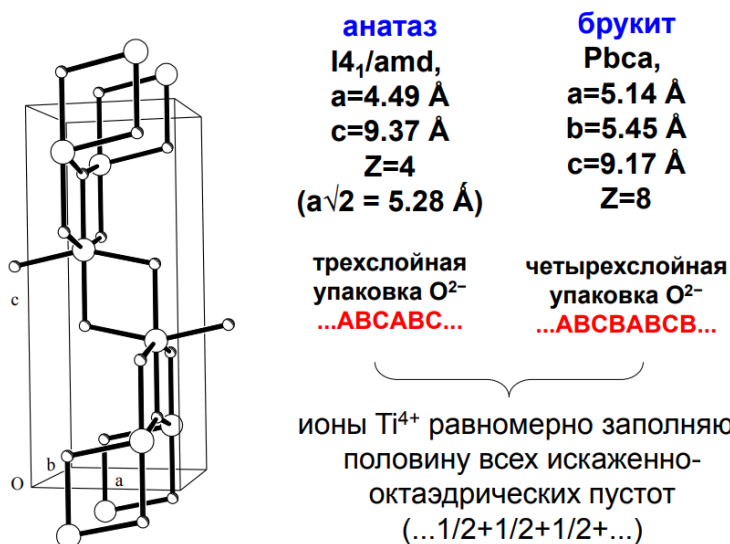 анатаз
I4₁/amd,
a=4.49 Å
c=9.37 Å
Z=4
(a√2 = 5.28 Å)
брукит
Pbca,
a=5.14 Å
b=5.45 Å
c=9.17 Å
Z=8
трехслойная
упаковка O²⁻
...ABCABC...
четырехслойная
упаковка O²⁻
...ABCBABCB...
ионы Ti⁴⁺ равномерно заполняю
половину всех искаженно-
октаэдрических пустот
(...1/2+1/2+1/2+...)
c
b
O
a